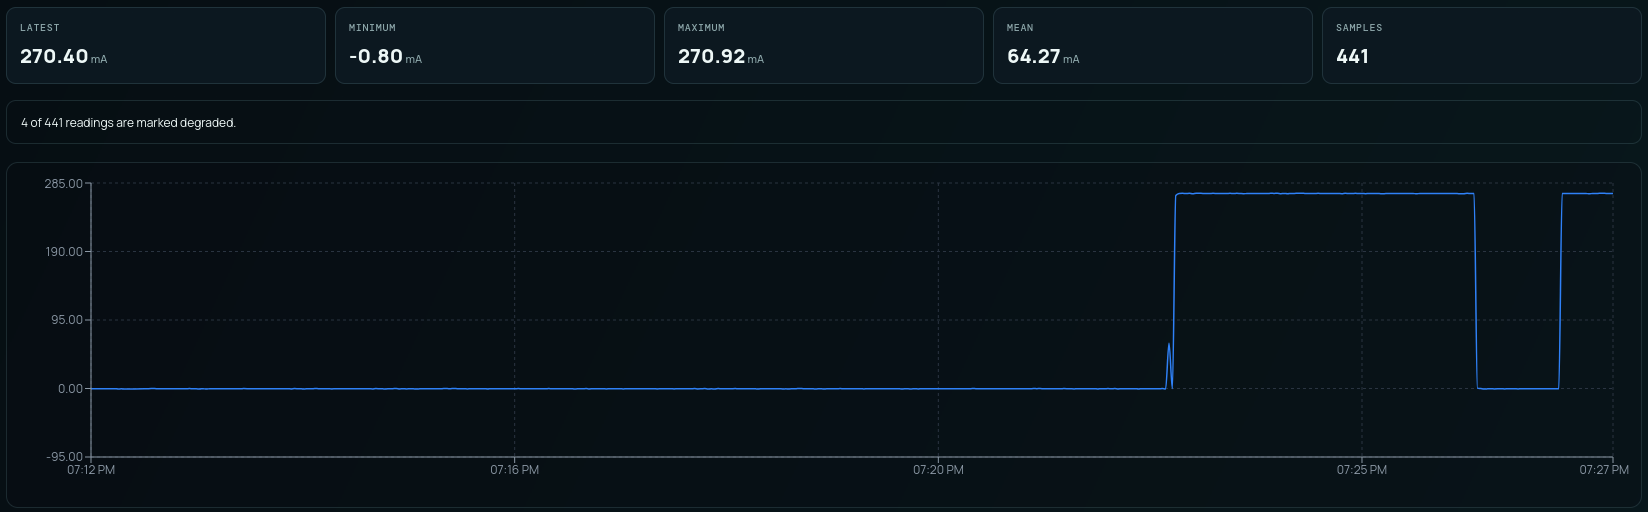 LATEST
270.40 mA
MINIMUM
-0.80 mA
MAXIMUM
270.92 mA
MEAN
64.27 mA
SAMPLES
441
4 of 441 readings are marked degraded.
285.00
190.00
95.00
0.00
-95.00
07:12 PM 07:16 PM 07:20 PM 07:25 PM 07:27 PM